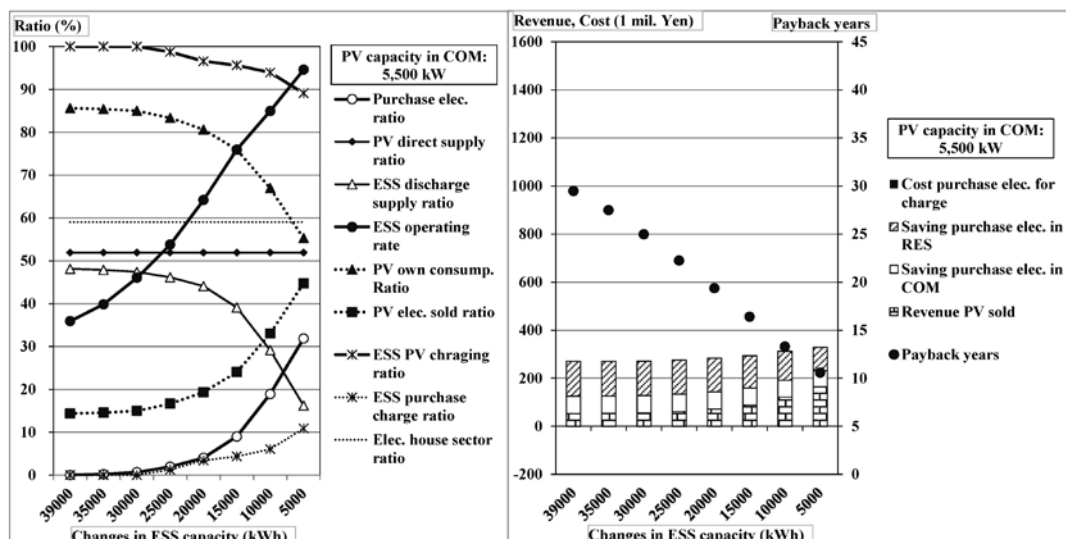 Ratio (%)
100
90
80
70
60
50
40
30
20
10
0
39000
35000
30000
25000
20000
15000
10000
5000
Changes in ESS capacity (kWh)
PV capacity in COM:
5,500 kW
Purchase elec.
ratio
PV direct supply
ratio
ESS discharge
supply ratio
ESS operating
rate
PV own consump.
Ratio
PV elec. sold ratio
ESS PV chraging
ratio
ESS purchase
charge ratio
Elec. house sector
ratio
Revenue, Cost (1 mil. Yen)
Payback years
1600
1400
1200
1000
800
600
400
200
0
-200
45
40
35
30
25
20
15
10
5
0
39000
35000
30000
25000
20000
15000
10000
5000
Changes in ESS capacity (kWh)
PV capacity in COM:
5,500 kW
Cost purchase elec. for
charge
Saving purchase elec. in
RES
Saving purchase elec. in
COM
Revenue PV sold
Payback years